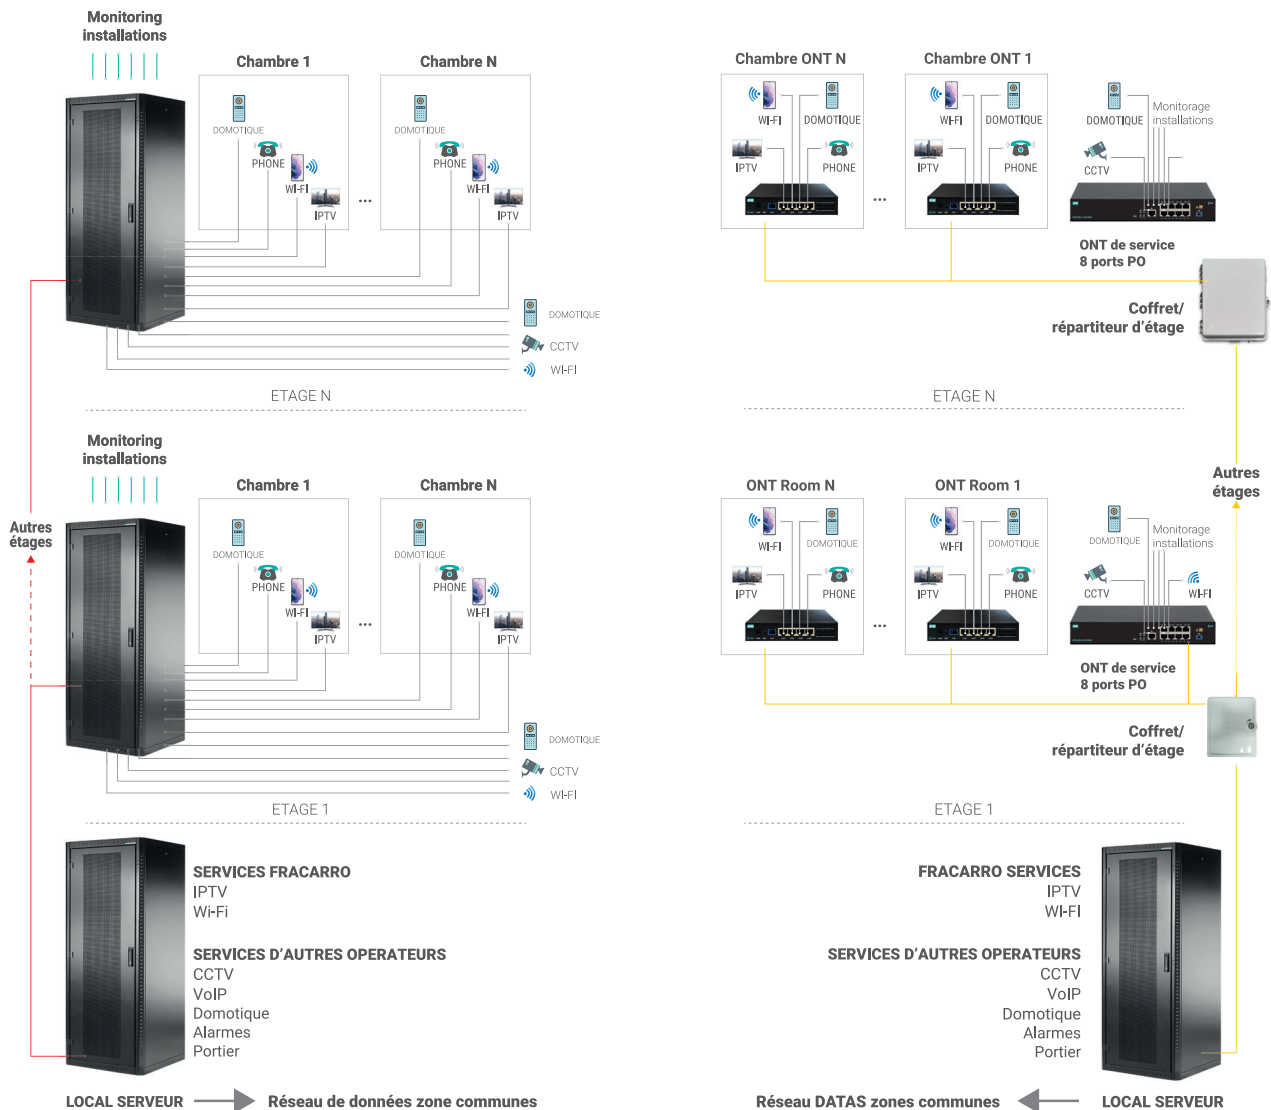 Monitoring
installations
Chambre 1
Chambre N
DOMOTIQUE
PHONE
WI-FI
IPTV
...
DOMOTIQUE
PHONE
WI-FI
IPTV
DOMOTIQUE
CCTV
WI-FI
ETAGE N
Monitoring
installations
Chambre 1
Chambre N
Autres
étages
DOMOTIQUE
PHONE
WI-FI
IPTV
...
DOMOTIQUE
PHONE
WI-FI
IPTV
DOMOTIQUE
CCTV
WI-FI
ETAGE 1
SERVICES FRACARRO
IPTV
Wi-Fi
SERVICES D'AUTRES OPERATEURS
CCTV
VoIP
Domotique
Alarmes
Portier
LOCAL SERVEUR
Réseau de données zone communes
Chambre ONT N
Chambre ONT 1
WI-FI
DOMOTIQUE
IPTV
PHONE
...
WI-FI
DOMOTIQUE
IPTV
PHONE
DOMOTIQUE
Monitorage
installations
CCTV
ONT de service
8 ports PO
Coffret/
répartiteur d'étage
ETAGE N
Autres
étages
ONT Room N
ONT Room 1
WI-FI
DOMOTIQUE
IPTV
PHONE
...
WI-FI
DOMOTIQUE
IPTV
PHONE
DOMOTIQUE
Monitorage
installations
CCTV
WI-FI
ONT de service
8 ports PO
Coffret/
répartiteur d'étage
ETAGE 1
FRACARRO SERVICES
IPTV
WI-FI
SERVICES D'AUTRES OPERATEURS
CCTV
VoIP
Domotique
Alarmes
Portier
Réseau DATAS zones communes
LOCAL SERVEUR